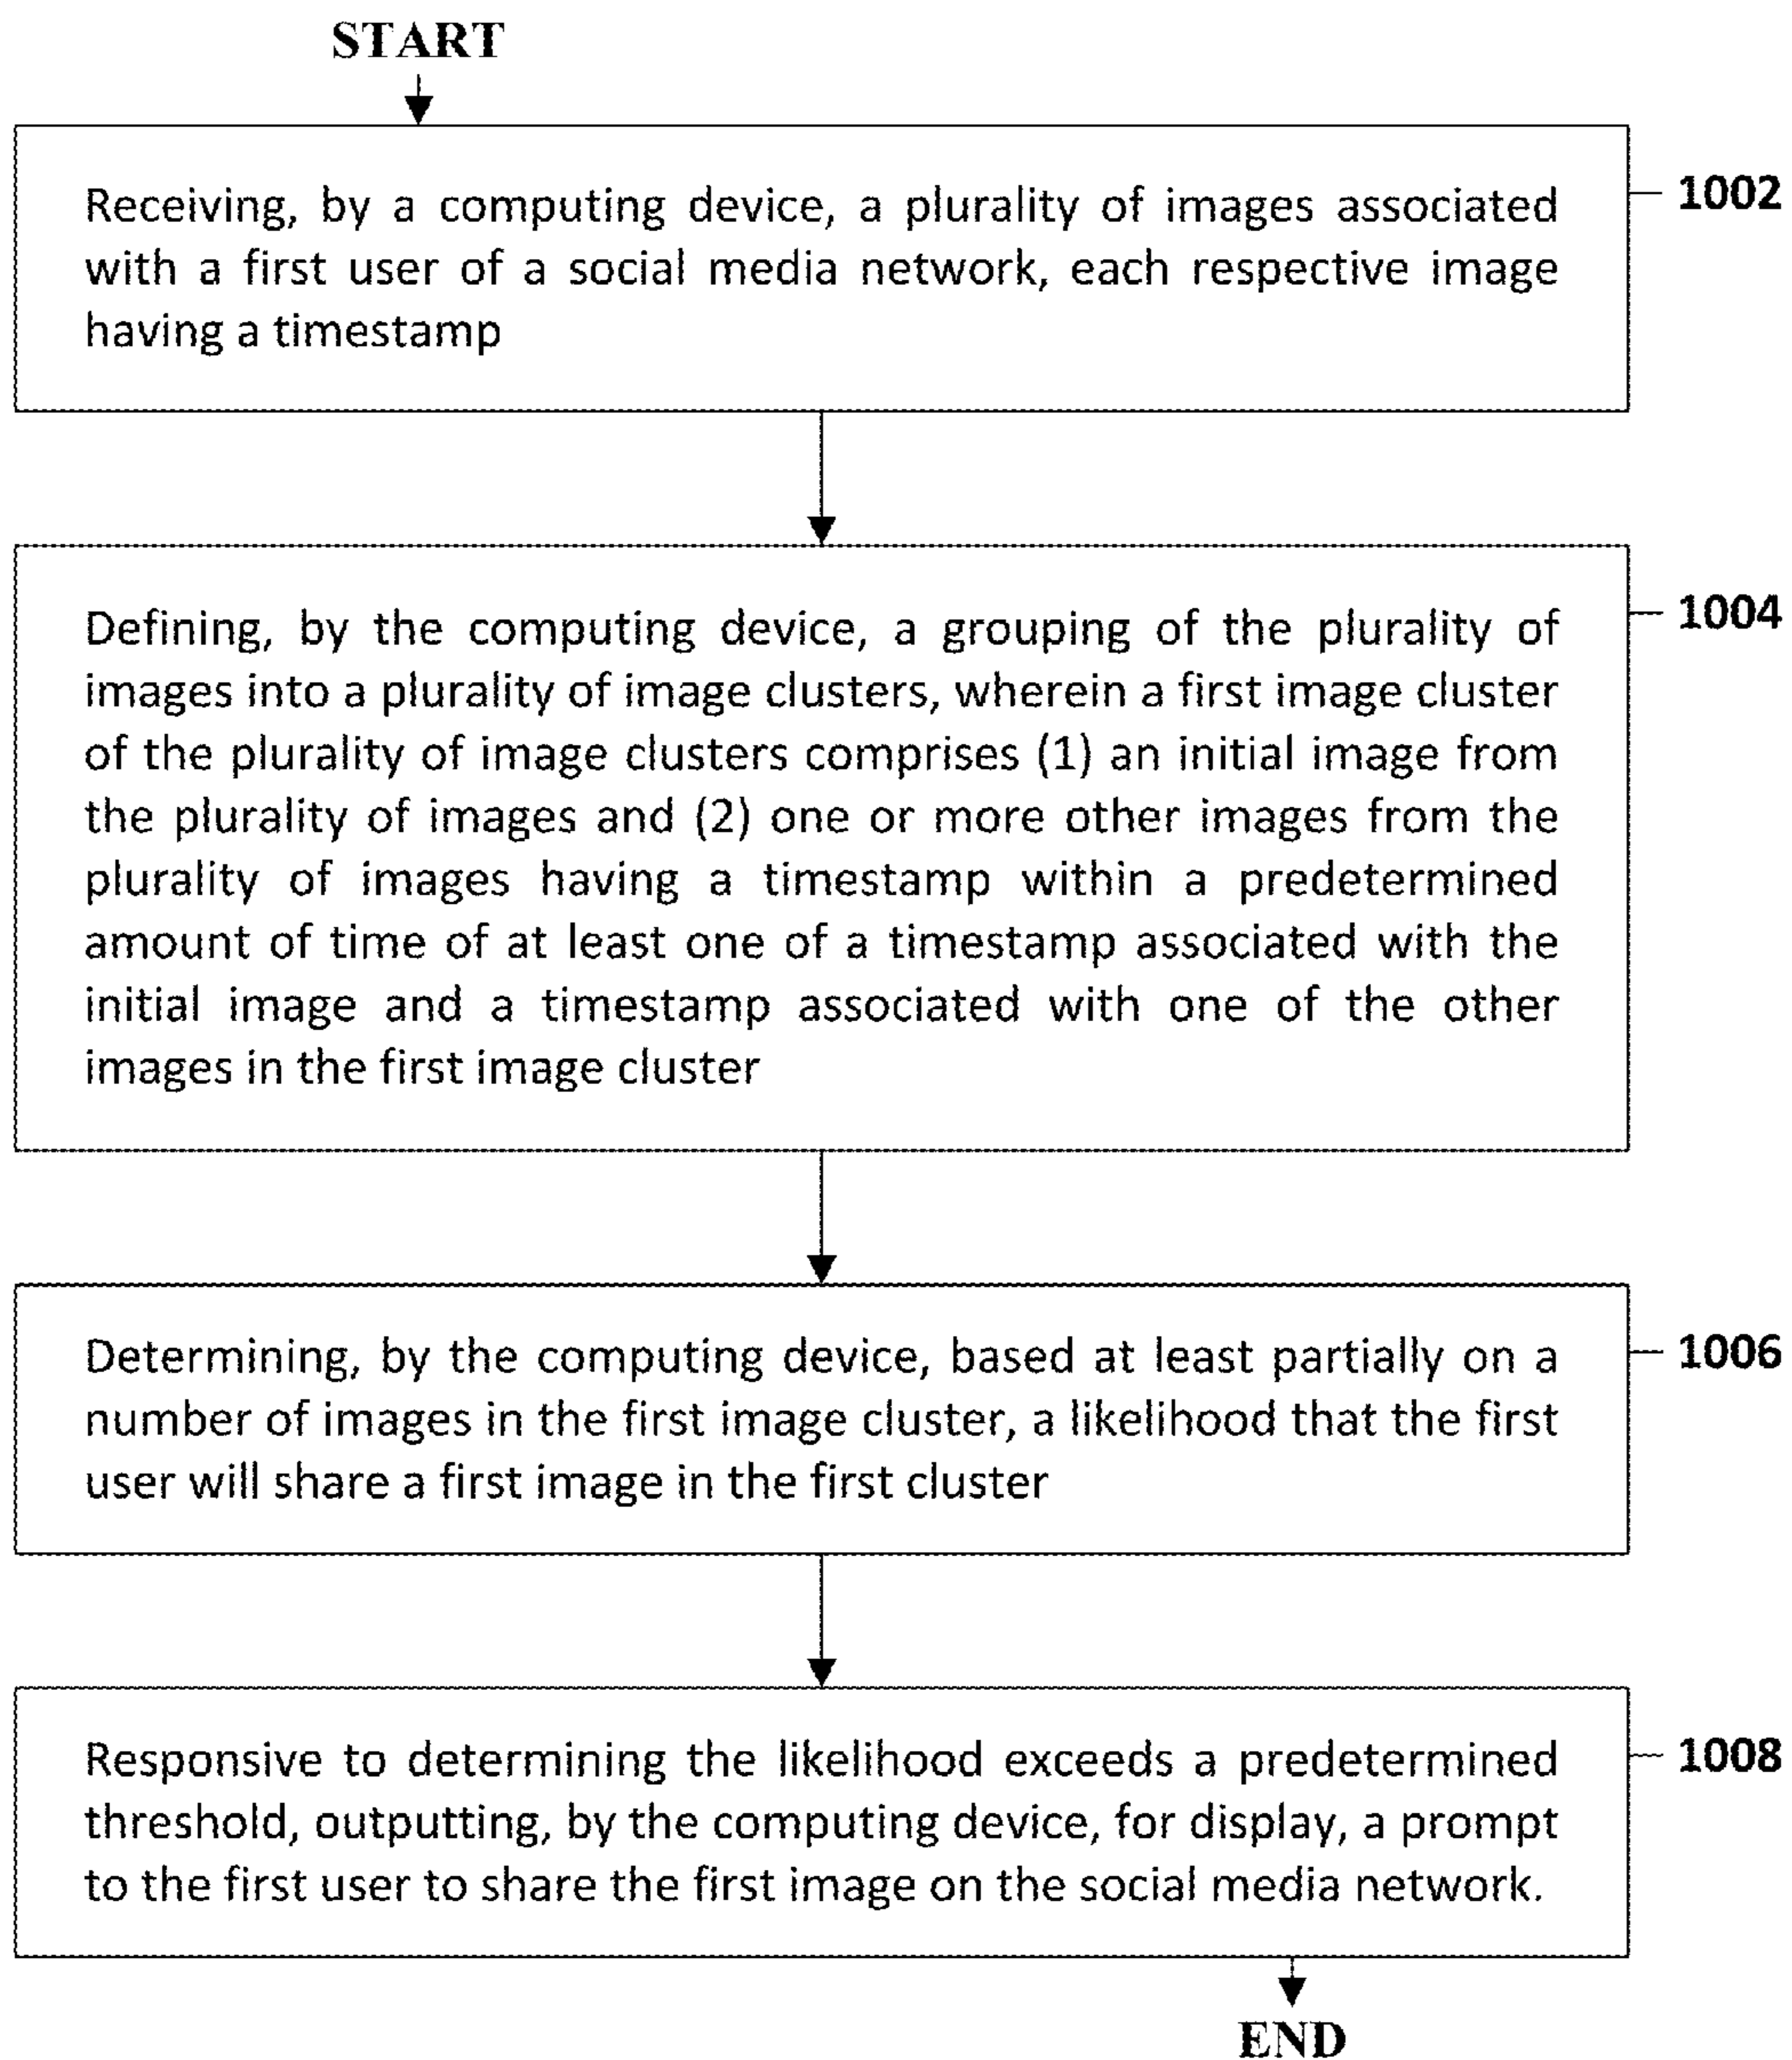 START
Receiving, by a computing device, a plurality of images associated
with a first user of a social media network, each respective image
having a timestamp
1002
Defining, by the computing device, a grouping of the plurality of
images into a plurality of image clusters, wherein a first image cluster
of the plurality of image clusters comprises (1) an initial image from
the plurality of images and (2) one or more other images from the
plurality of images having a timestamp within a predetermined
amount of time of at least one of a timestamp associated with the
initial image and a timestamp associated with one of the other
images in the first image cluster
1004
Determining, by the computing device, based at least partially on a
number of images in the first image cluster, a likelihood that the first
user will share a first image in the first cluster
1006
Responsive to determining the likelihood exceeds a predetermined
threshold, outputting, by the computing device, for display, a prompt
to the first user to share the first image on the social media network.
1008
END